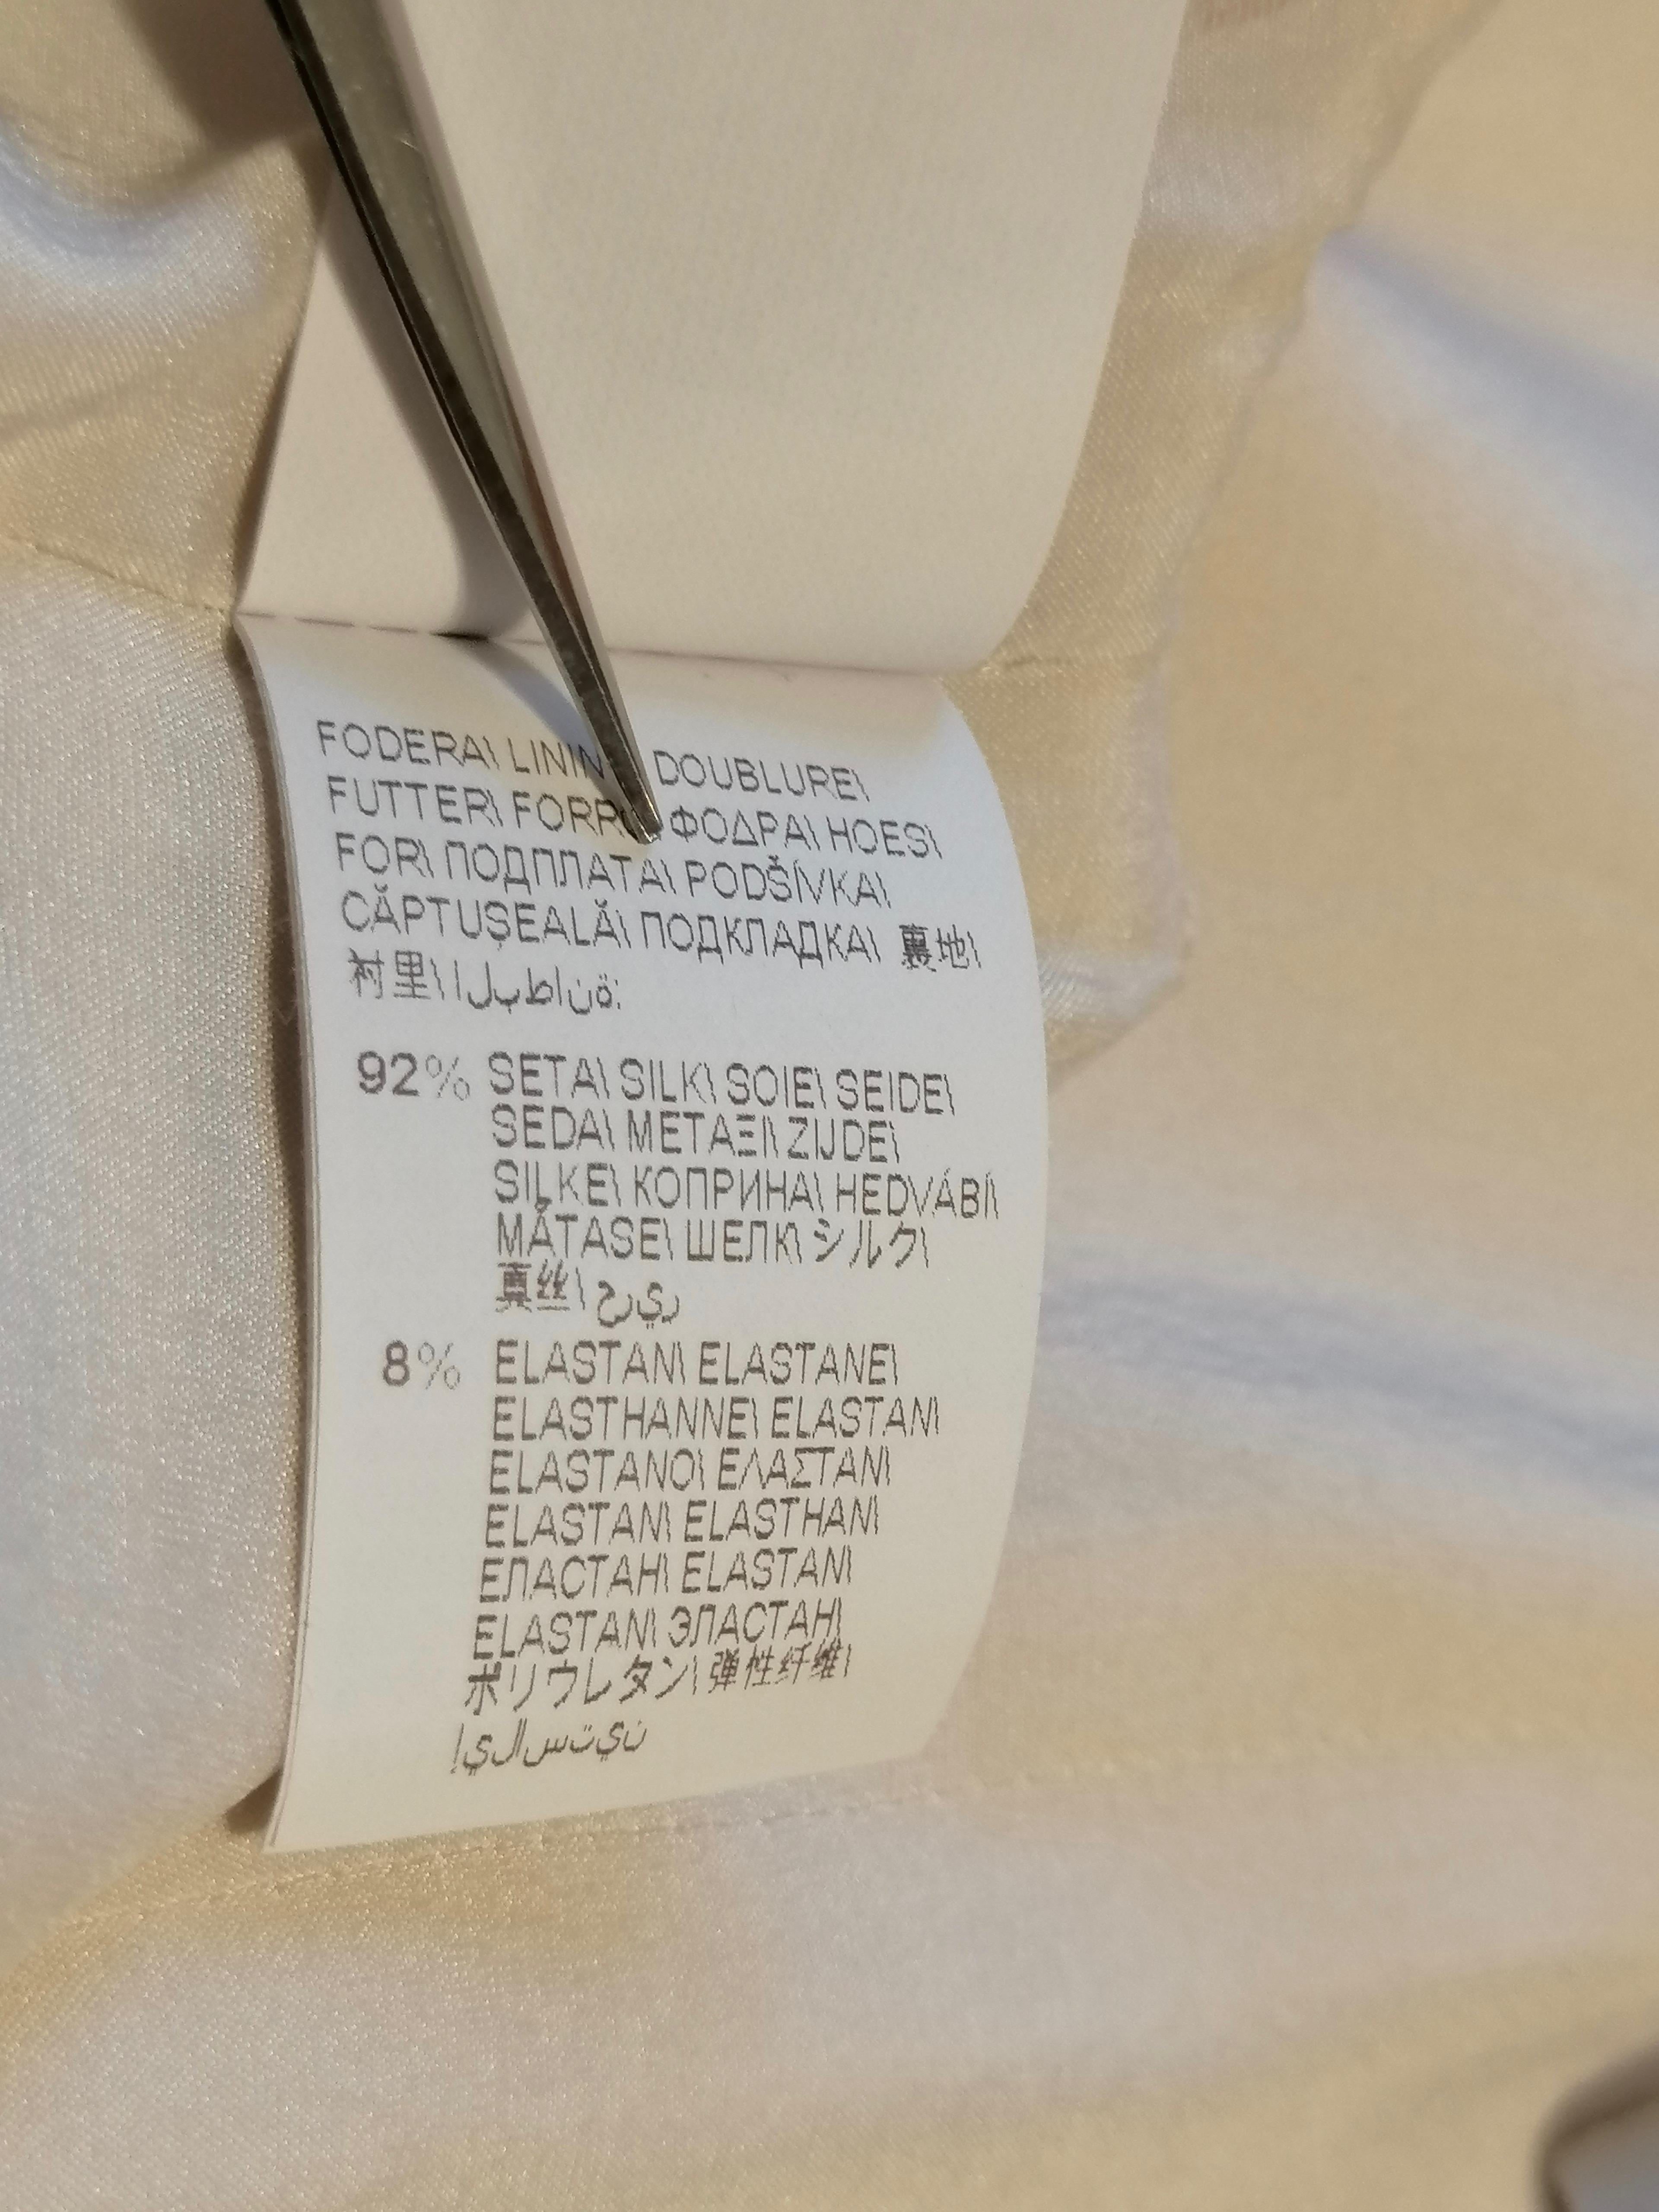 FODERA\ LININ DOUBLURE\
FUTTER\ FORRO ΦΟΔΡΑ\ HOES\
FOR\ ПОДПЛАТА\ PODŠÍVKA\
CĂPTUȘEALĂ\ ПОДКЛАДКА\ 裏地\
衬里\ البطانة:
92% SETA\ SILK\ SOIE\ SEIDE\
SEDA\ ΜΕΤΑΞΙ\ ZIJDE\
SILKE\ КОПРИНА\ HEDVÁBÍ\
MĂTASE\ ШЕЛК\ シルク\
真丝\ حرير
8% ELASTAN\ ELASTANE\
ELASTHANNE\ ELASTAN\
ELASTANO\ ΕΛΑΣΤΑΝ\
ELASTAN\ ELASTHAN\
ЕЛАСТАН\ ELASTAN\
ELASTAN\ ЭЛАСТАН\
ポリウレタン\ 弹性纤维\
إيلاستين